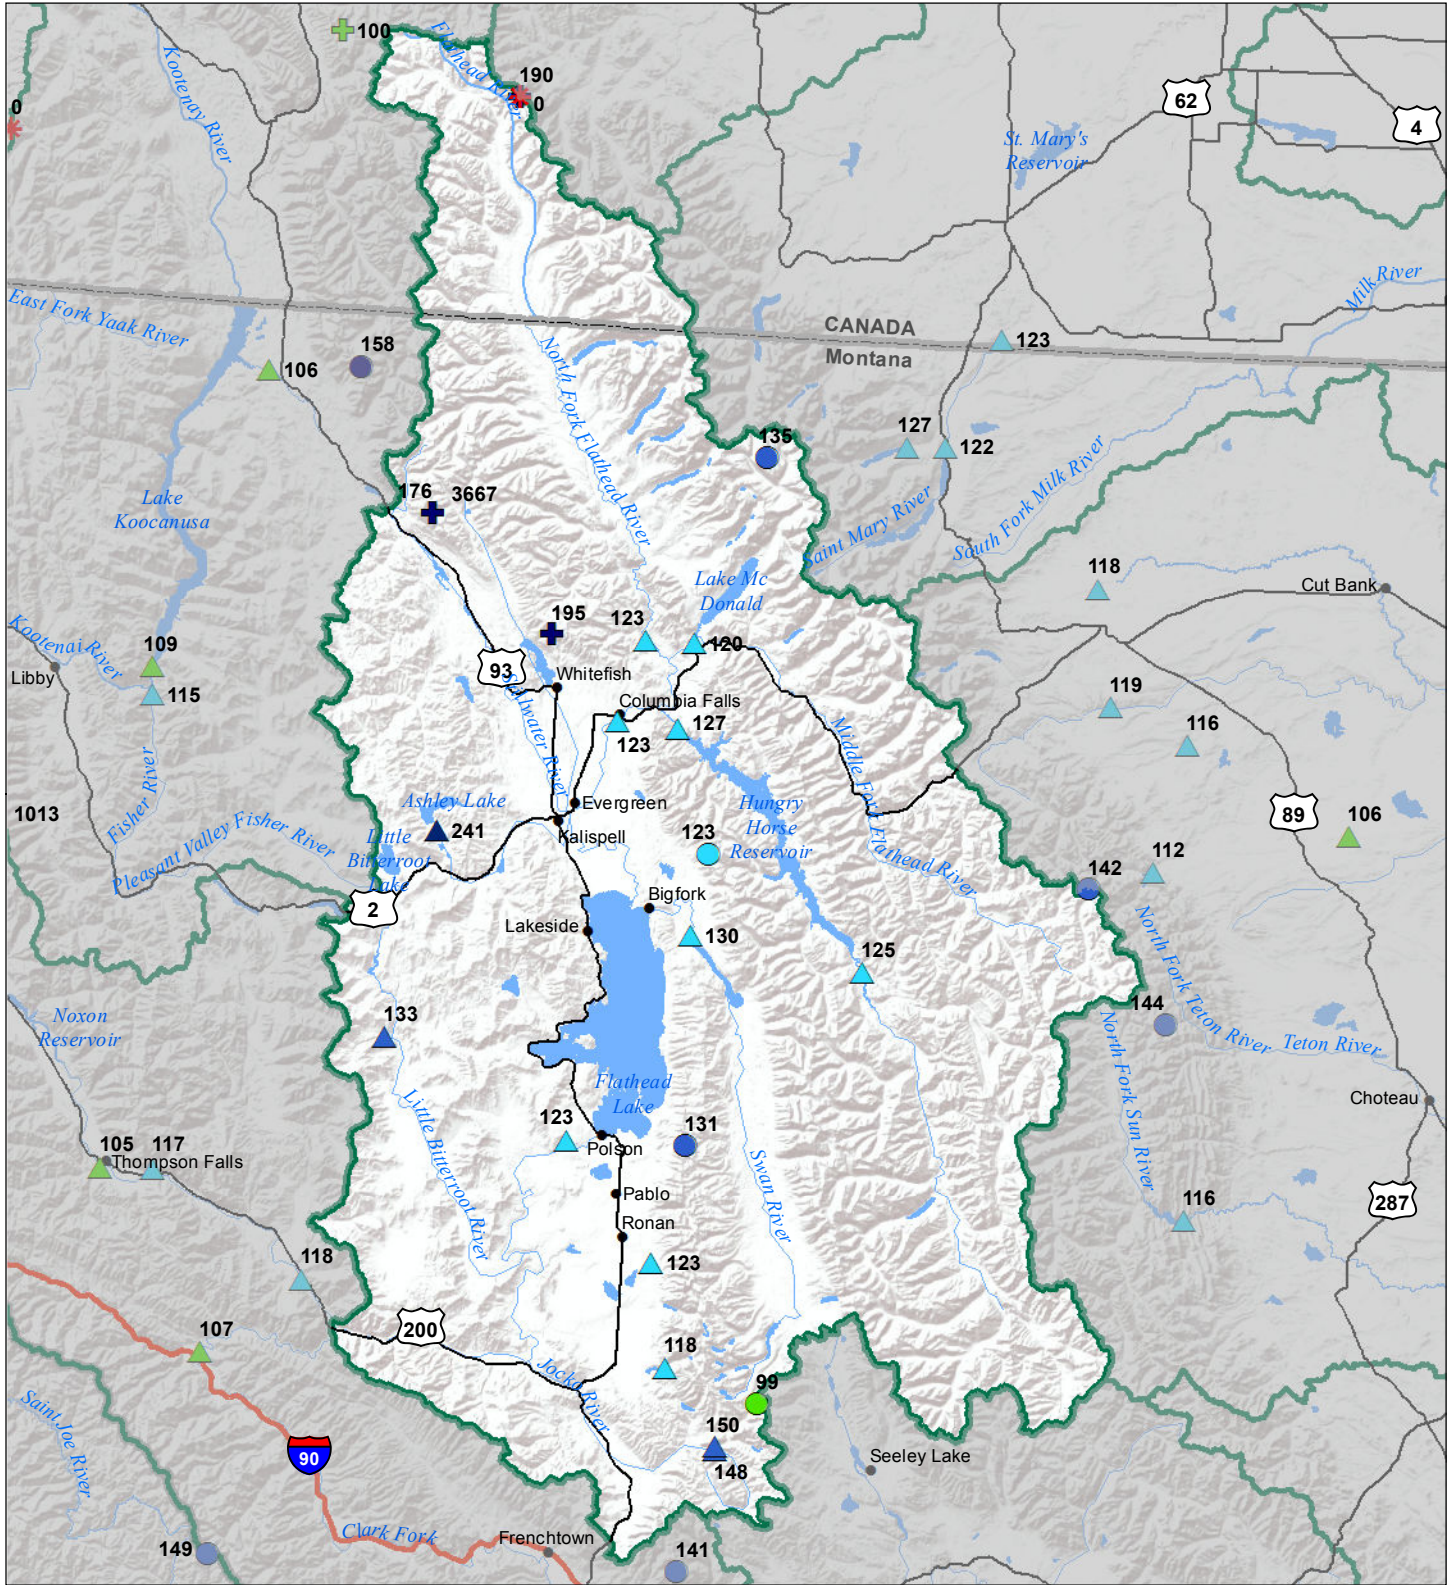 100
Flathead River
190
0
0
62
4
Kootenay River
St. Mary's
Reservoir
Milk River
East Fork Yaak River
CANADA
Montana
123
158
106
North Fork Flathead River
135
127
122
176
3667
Lake
Koocanusa
Saint Mary River
South Fork Milk River
118
Cut Bank
Lake Mc
Donald
195
123
120
Kootenai River
109
Libby
115
93
Whitefish
Stillwater River
Columbia Falls
123
127
119
116
Middle Fork Flathead River
Fisher River
1013
Ashley Lake
241
Evergreen
Kalispell
Hungry
Horse
Reservoir
89
106
Pleasant Valley Fisher River
Little
Bitterroot
Lake
123
112
142
2
Bigfork
Lakeside
130
125
North Fork Teton River
Teton River
144
Noxon
Reservoir
133
North Fork Sun River
Flathead
Lake
Choteau
Little Bitterroot River
123
Polson
131
105
Thompson Falls
117
Swan River
Pablo
287
116
Ronan
123
118
200
107
118
Jocko River
99
Saint Joe River
150
148
90
Seeley Lake
Clark Fork
Frenchtown
149
141